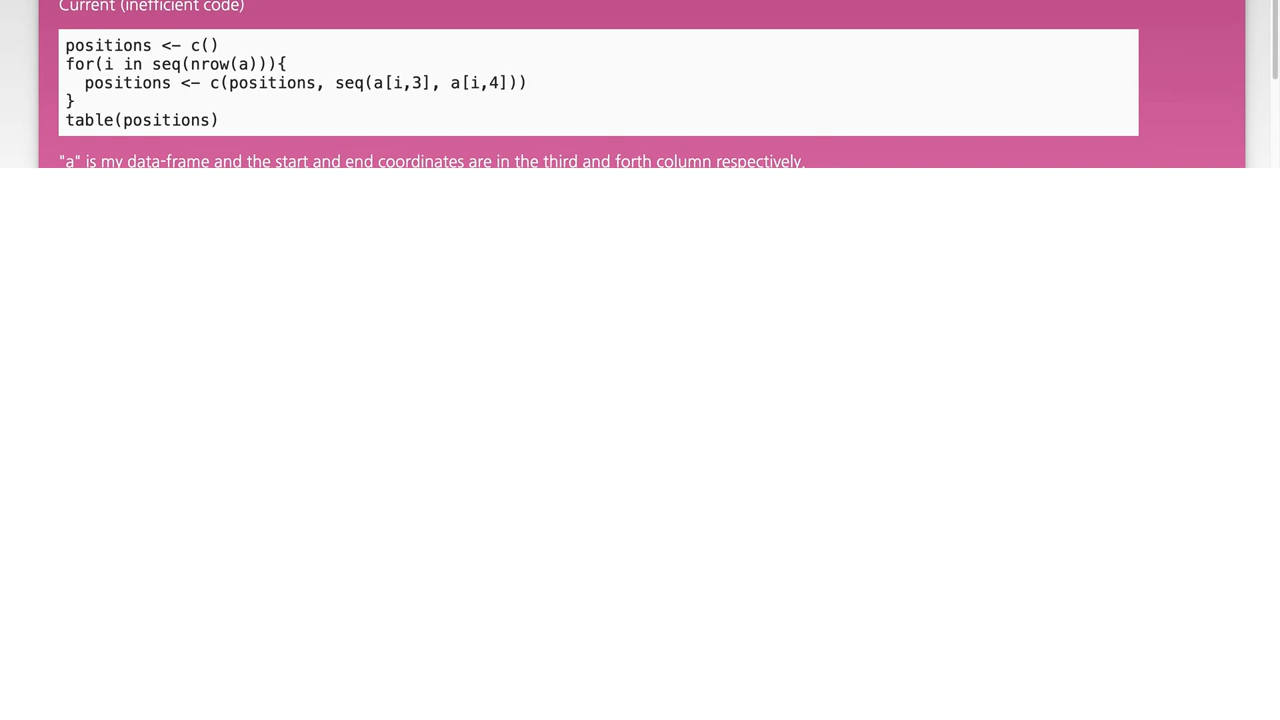 Current (inefficient code)
positions <- c()
for(i in seq(nrow(a))){
  positions <- c(positions, seq(a[i,3], a[i,4]))
}
table(positions)
"a" is my data-frame and the start and end coordinates are in the third and forth column respectively.